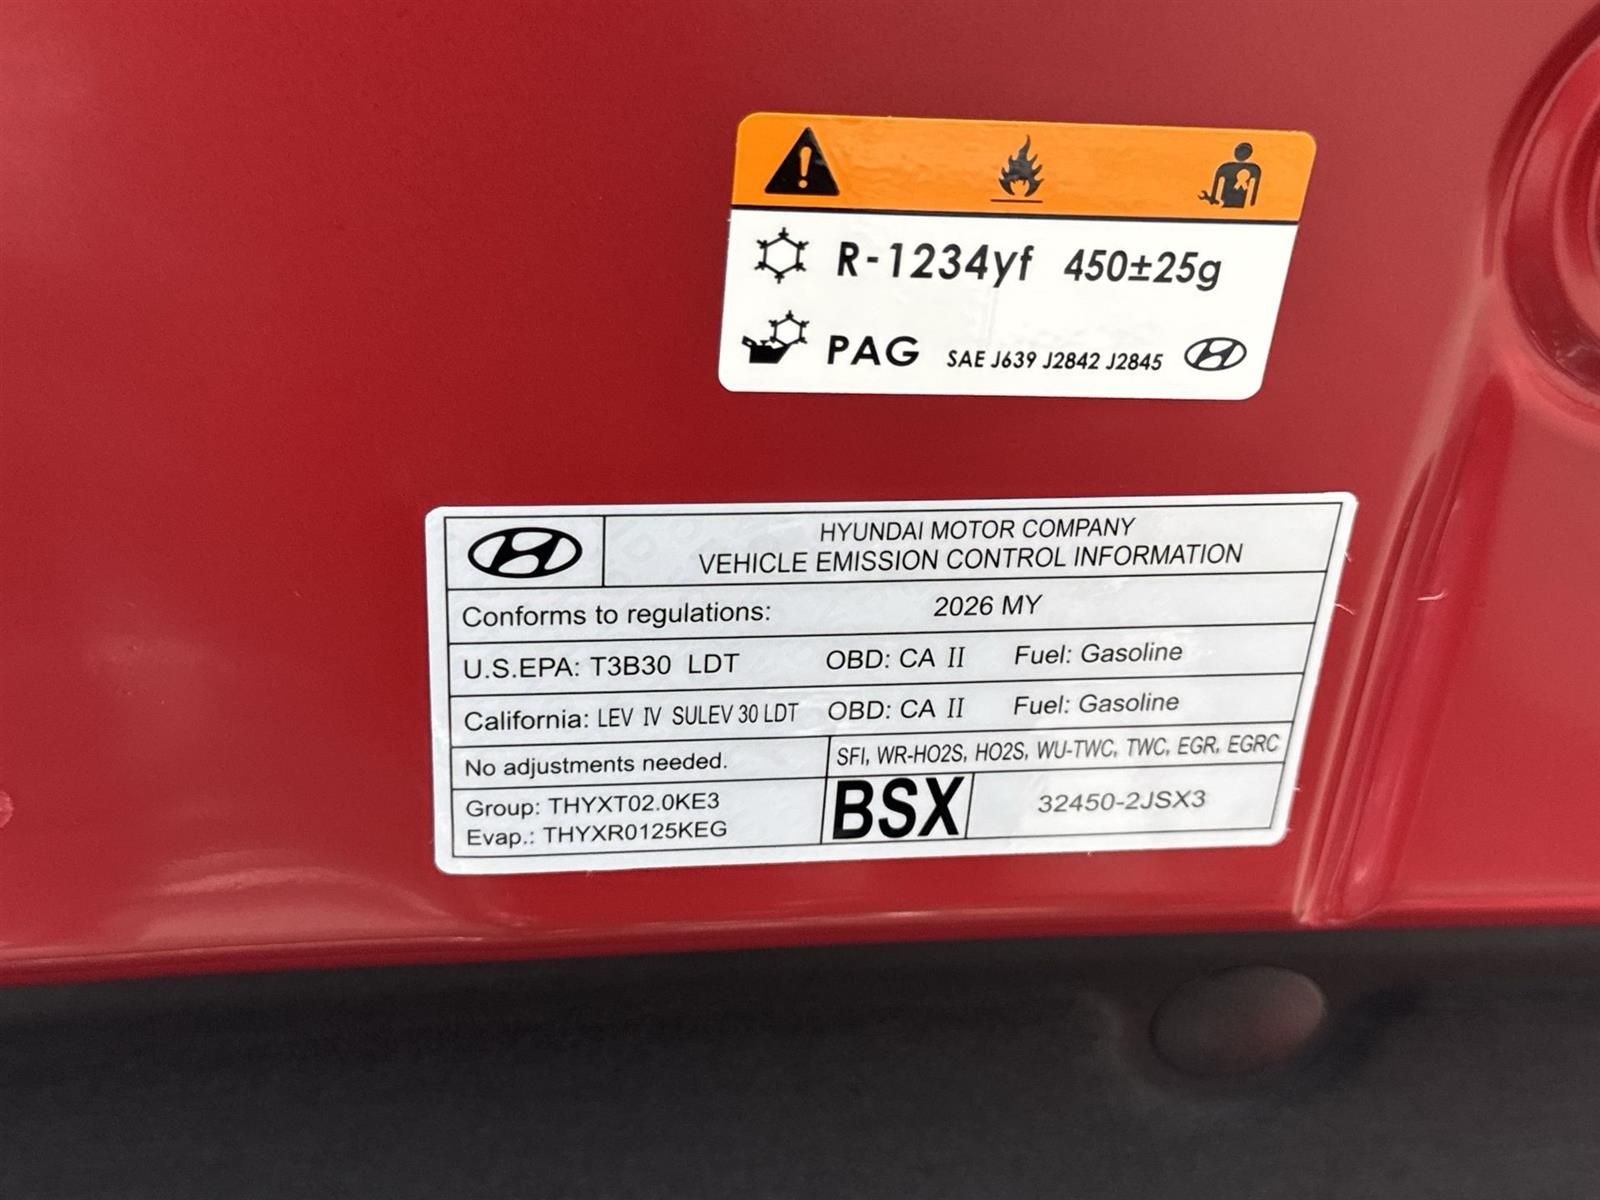 R-1234yf 450±25g
PAG SAE J639 J2842 J2845
HYUNDAI MOTOR COMPANY
VEHICLE EMISSION CONTROL INFORMATION
Conforms to regulations: 2026 MY
U.S.EPA: T3B30 LDT OBD: CA II Fuel: Gasoline
California: LEV IV SULEV 30 LDT OBD: CA II Fuel: Gasoline
No adjustments needed. SFI, WR-HO2S, HO2S, WU-TWC, TWC, EGR, EGRC
Group: THYXT02.0KE3
Evap.: THYXR0125KEG
BSX 32450-2JSX3